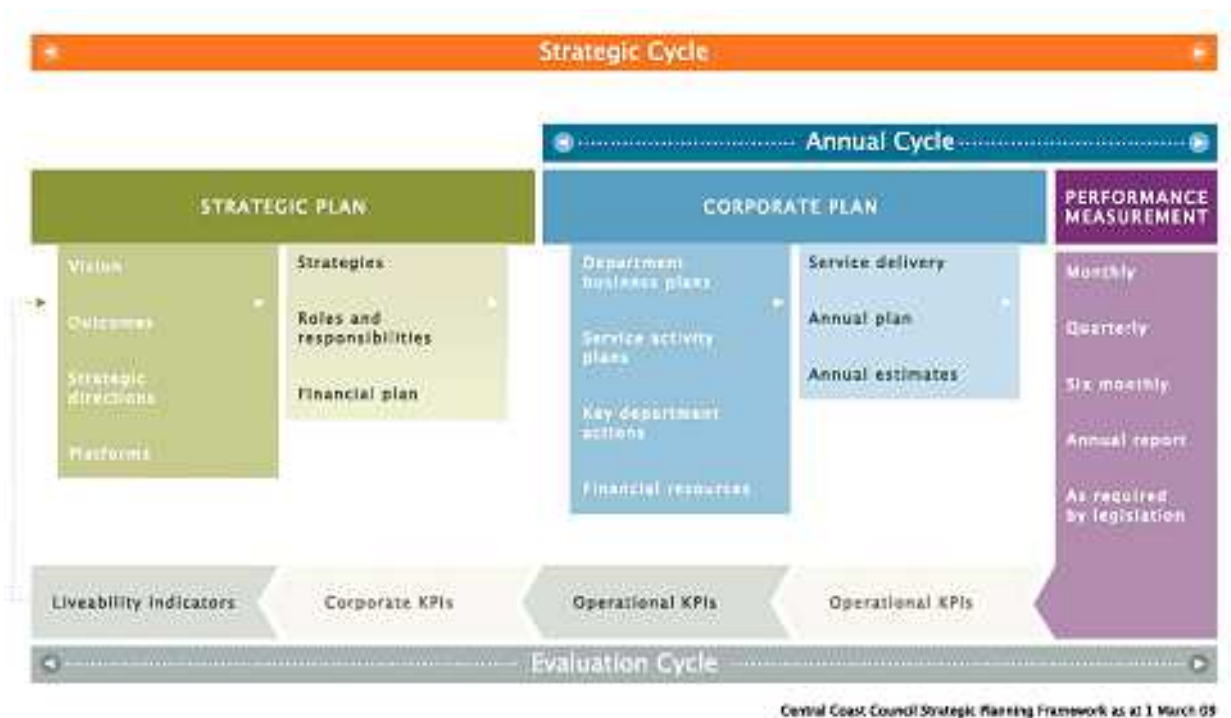 Strategic Cycle
Annual Cycle
STRATEGIC PLAN
CORPORATE PLAN
PERFORMANCE
MEASUREMENT
Vision
Outcomes
Strategic
directions
Platforms
Strategies
Roles and
responsibilities
Financial plan
Department
business plans
Service activity
plans
Key department
actions
Financial resources
Service delivery
Annual plan
Annual estimates
Monthly
Quarterly
Six monthly
Annual report
As required
by legislation
Liveability indicators
Corporate KPIs
Operational KPIs
Operational KPIs
Evaluation Cycle
Central Coast Council Strategic Planning Framework as at 1 March 09